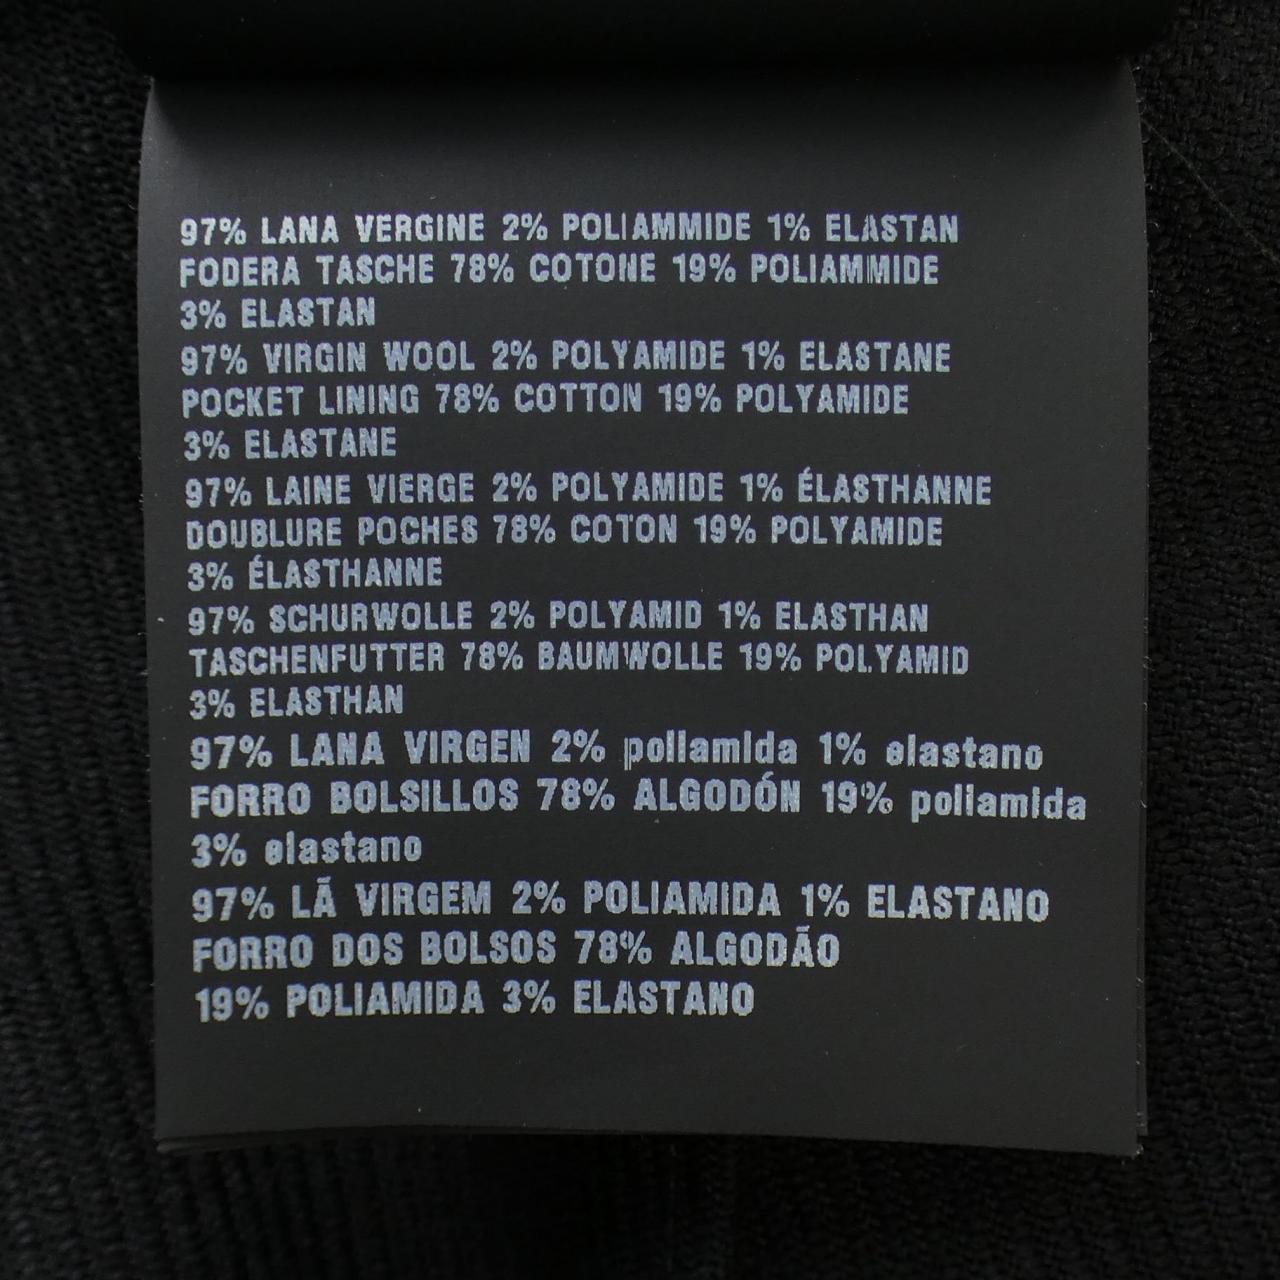 97% LANA VERGINE 2% POLIAMMIDE 1% ELASTAN
FODERA TASCHE 78% COTONE 19% POLIAMMIDE
3% ELASTAN
97% VIRGIN WOOL 2% POLYAMIDE 1% ELASTANE
POCKET LINING 78% COTTON 19% POLYAMIDE
3% ELASTANE
97% LAINE VIERGE 2% POLYAMIDE 1% ÉLASTHANNE
DOUBLURE POCHES 78% COTON 19% POLYAMIDE
3% ÉLASTHANNE
97% SCHURWOLLE 2% POLYAMID 1% ELASTHAN
TASCHENFUTTER 78% BAUMWOLLE 19% POLYAMID
3% ELASTHAN
97% LANA VIRGEN 2% poliamida 1% elastano
FORRO BOLSILLOS 78% ALGODÓN 19% poliamida
3% elastano
97% LÃ VIRGEM 2% POLIAMIDA 1% ELASTANO
FORRO DOS BOLSOS 78% ALGODÃO
19% POLIAMIDA 3% ELASTANO